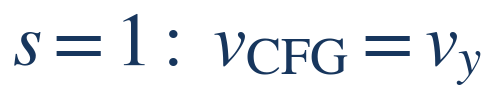 s = 1 : v_CFG = v_y